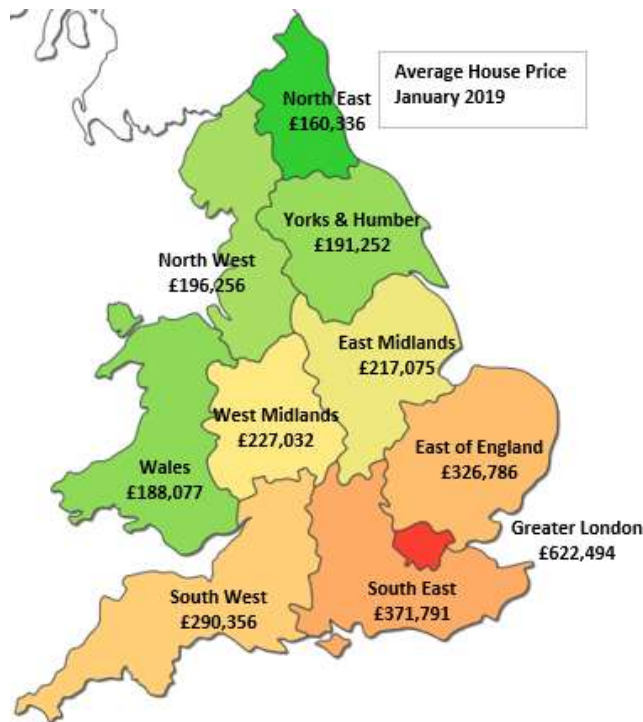 Average House Price
January 2019
North East
£160,336
Yorks & Humber
£191,252
North West
£196,256
East Midlands
£217,075
West Midlands
£227,032
East of England
£326,786
Wales
£188,077
Greater London
£622,494
South East
£371,791
South West
£290,356